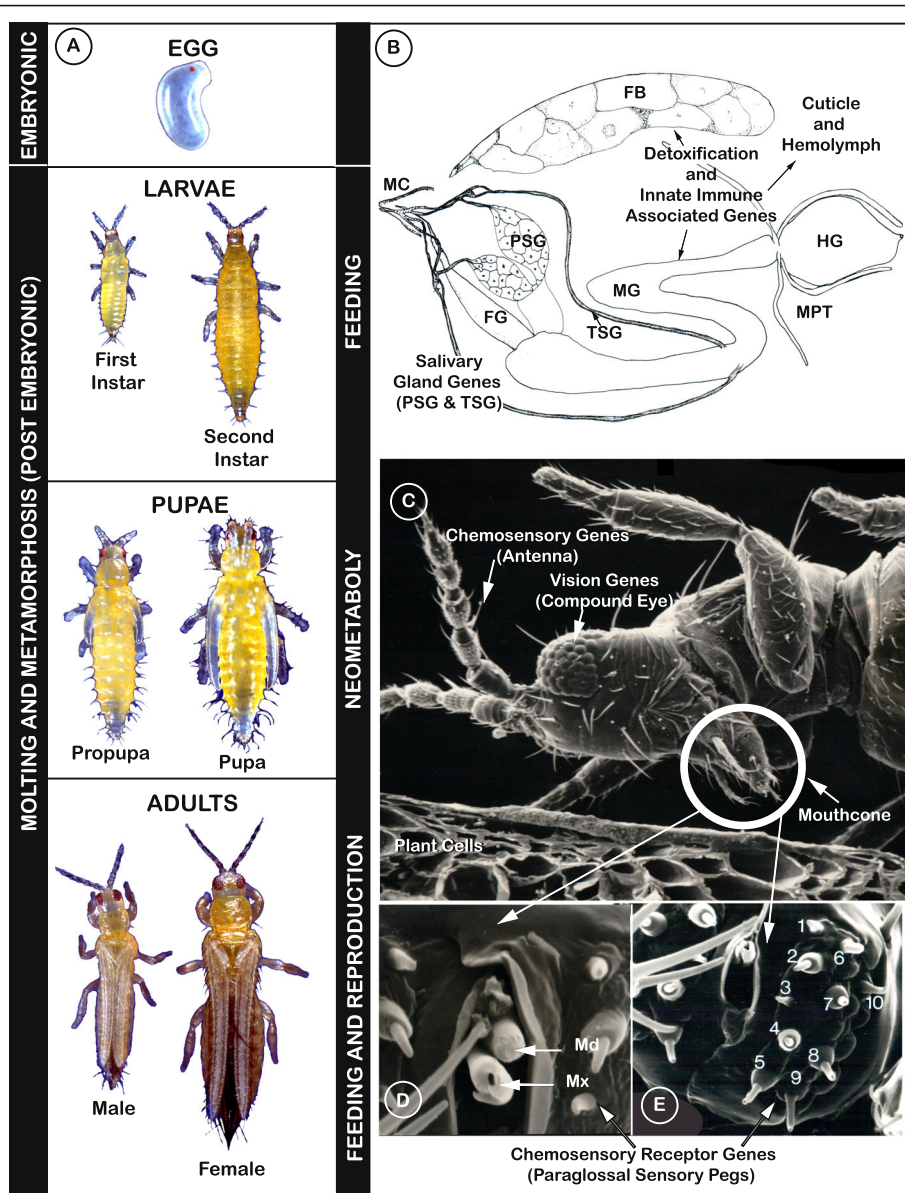 EMBRYONIC
MOLTING AND METAMORPHOSIS (POST EMBRYONIC)
A
EGG
LARVAE
First
Instar
Second
Instar
PUPAE
Propupa
Pupa
ADULTS
Male
Female
FEEDING
NEOMETABOLY
FEEDING AND REPRODUCTION
B
FB
Cuticle
and
Hemolymph
Detoxification
and
Innate Immune
Associated Genes
MC
PSG
HG
MG
FG
TSG
MPT
Salivary
Gland Genes
(PSG & TSG)
C
Chemosensory Genes
(Antenna)
Vision Genes
(Compound Eye)
Mouthcone
Plant Cells
D
Md
Mx
E
1
2
3
4
5
6
7
8
9
10
Chemosensory Receptor Genes
(Paraglossal Sensory Pegs)